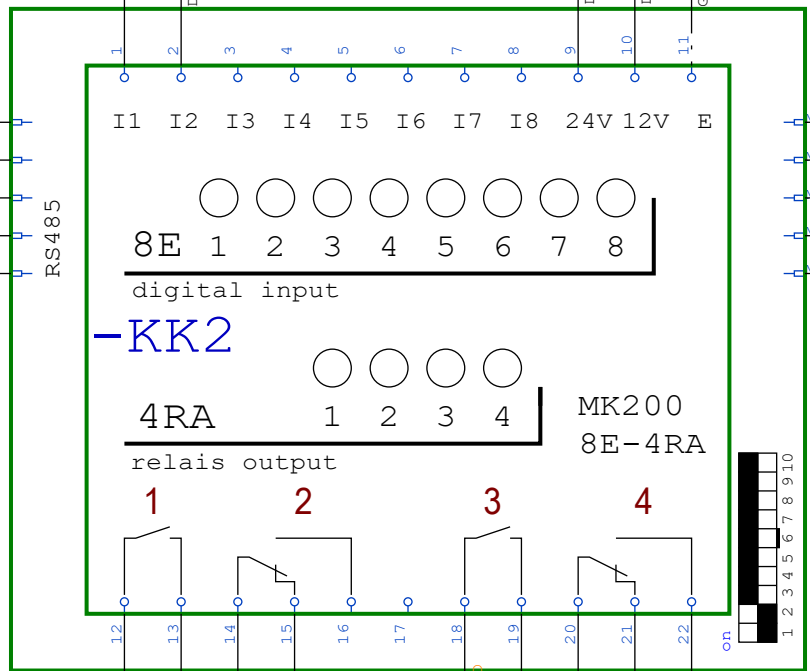 1 2 3 4 5 6 7 8 9 10 11
I1 I2 I3 I4 I5 I6 I7 I8 24V 12V E
RS485
8E 1 2 3 4 5 6 7 8
digital input
-KK2
4RA 1 2 3 4
relais output
MK200
8E-4RA
1 2 3 4
12 13 14 15 16 17 18 19 20 21 22
on
1 2 3 4 5 6 7 8 9 10